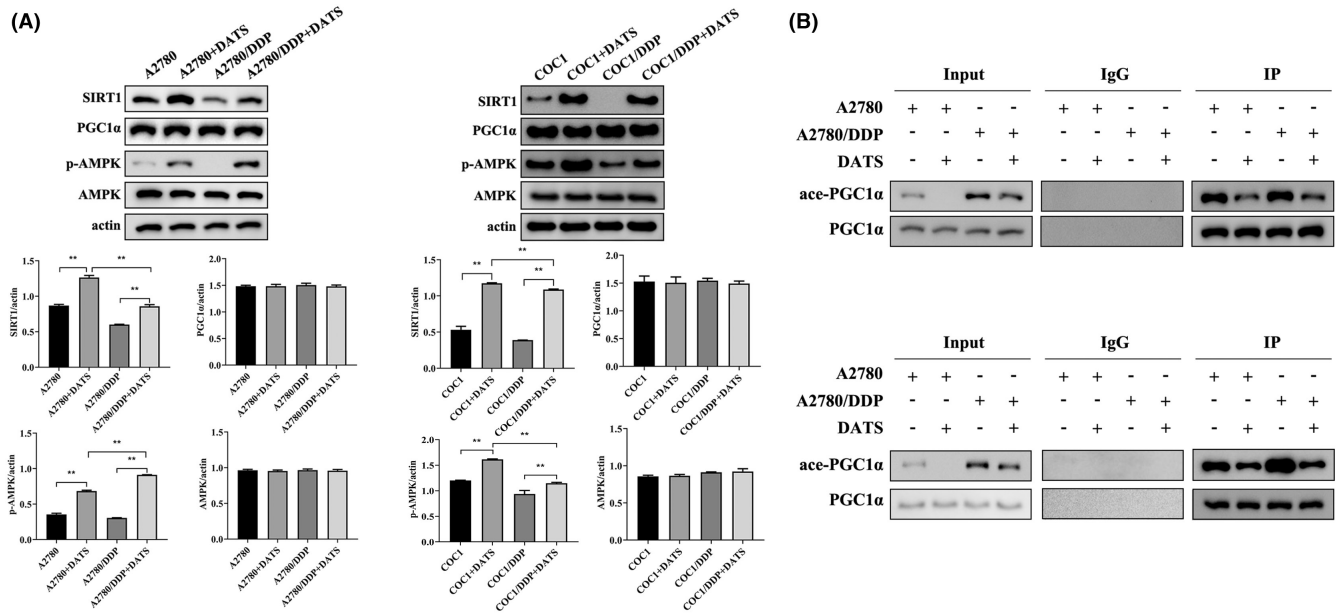 (A)
A2780
A2780+DATS
A2780/DDP
A2780/DDP+DATS
SIRT1
PGC1α
p-AMPK
AMPK
actin
COC1
COC1+DATS
COC1/DDP
COC1/DDP+DATS
SIRT1
PGC1α
p-AMPK
AMPK
actin
SIRT1/actin
1.5
1.0
0.5
0.0
** **
**
A2780
A2780+DATS
A2780/DDP
A2780/DDP+DATS
PGC1α/actin
2.0
1.5
1.0
0.5
0.0
A2780
A2780+DATS
A2780/DDP
A2780/DDP+DATS
SIRT1/actin
1.5
1.0
0.5
0.0
**
** **
COC1
COC1+DATS
COC1/DDP
COC1/DDP+DATS
PGC1α/actin
2.0
1.5
1.0
0.5
0.0
COC1
COC1+DATS
COC1/DDP
COC1/DDP+DATS
p-AMPK/actin
1.5
1.0
0.5
0.0
**
** **
A2780
A2780+DATS
A2780/DDP
A2780/DDP+DATS
AMPK/actin
1.5
1.0
0.5
0.0
A2780
A2780+DATS
A2780/DDP
A2780/DDP+DATS
p-AMPK/actin
2.0
1.5
1.0
0.5
0.0
** **
**
COC1
COC1+DATS
COC1/DDP
COC1/DDP+DATS
AMPK/actin
1.5
1.0
0.5
0.0
COC1
COC1+DATS
COC1/DDP
COC1/DDP+DATS
(B)
Input IgG IP
A2780 + + - - + + - - + + - -
A2780/DDP - - + + - - + + - - + +
DATS - + - + - + - + - + - +
ace-PGC1α
PGC1α
Input IgG IP
A2780 + + - - + + - - + + - -
A2780/DDP - - + + - - + + - - + +
DATS - + - + - + - + - + - +
ace-PGC1α
PGC1α